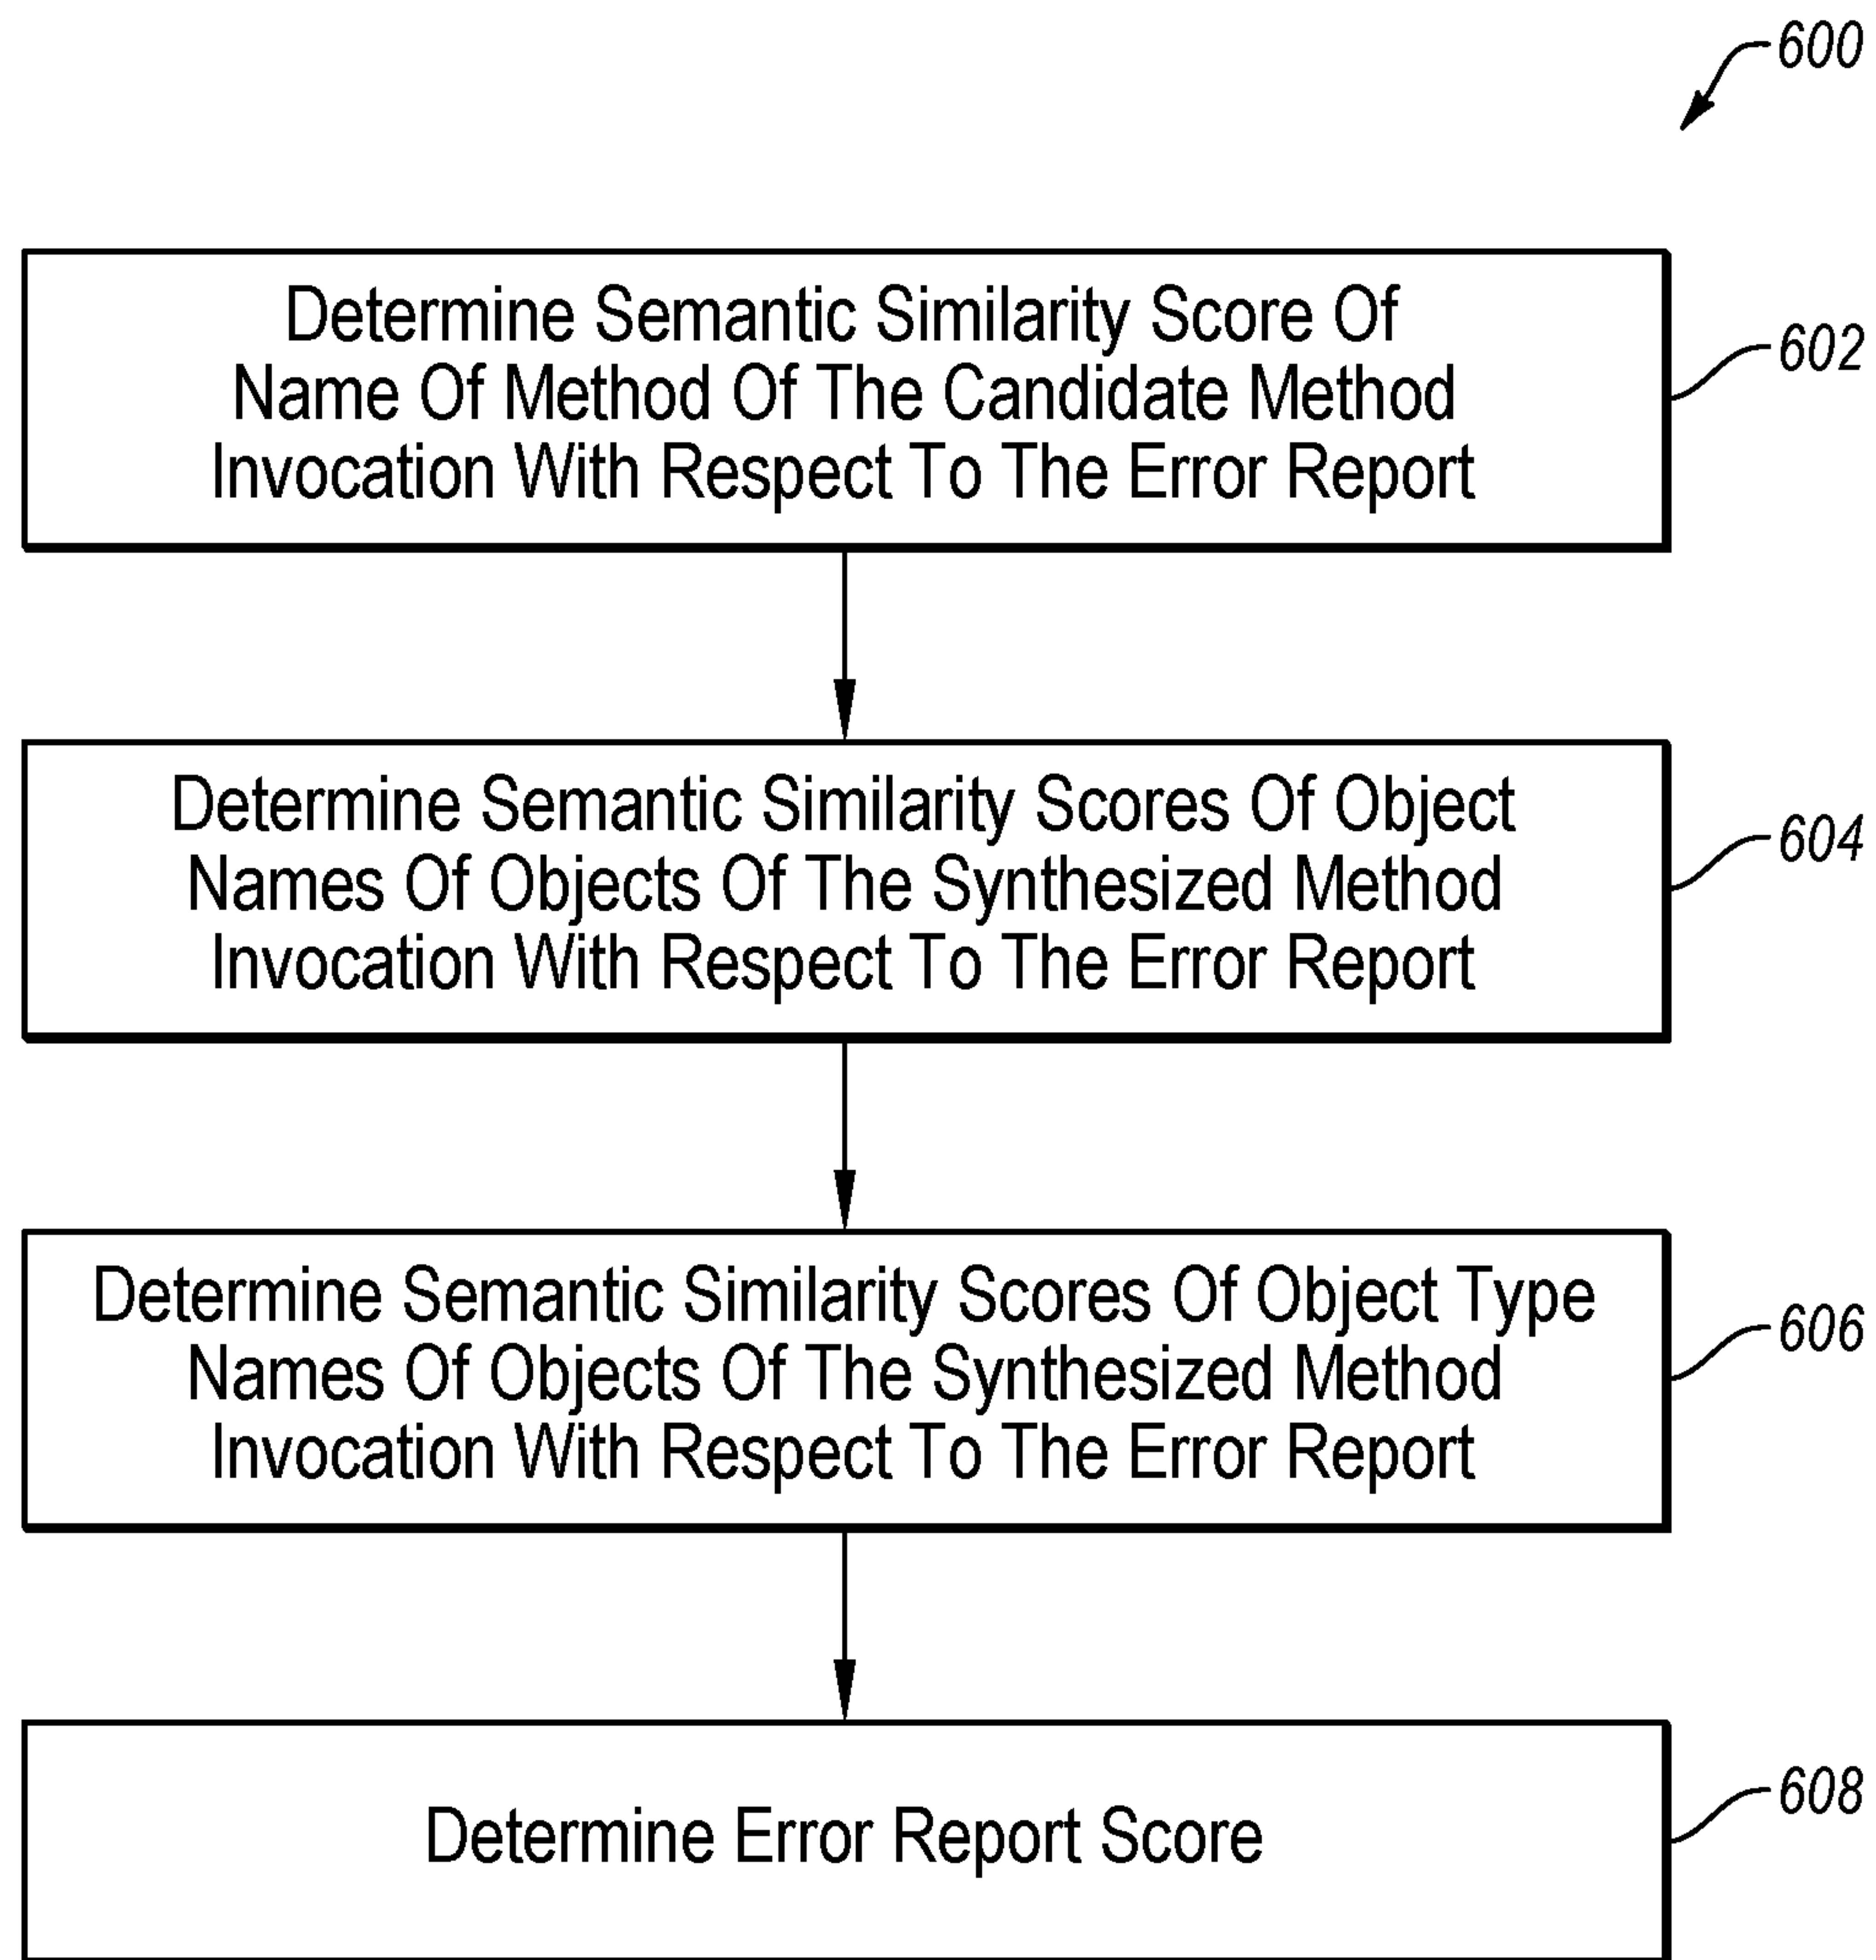 600
Determine Semantic Similarity Score Of
Name Of Method Of The Candidate Method
Invocation With Respect To The Error Report
602
Determine Semantic Similarity Scores Of Object
Names Of Objects Of The Synthesized Method
Invocation With Respect To The Error Report
604
Determine Semantic Similarity Scores Of Object Type
Names Of Objects Of The Synthesized Method
Invocation With Respect To The Error Report
606
Determine Error Report Score
608